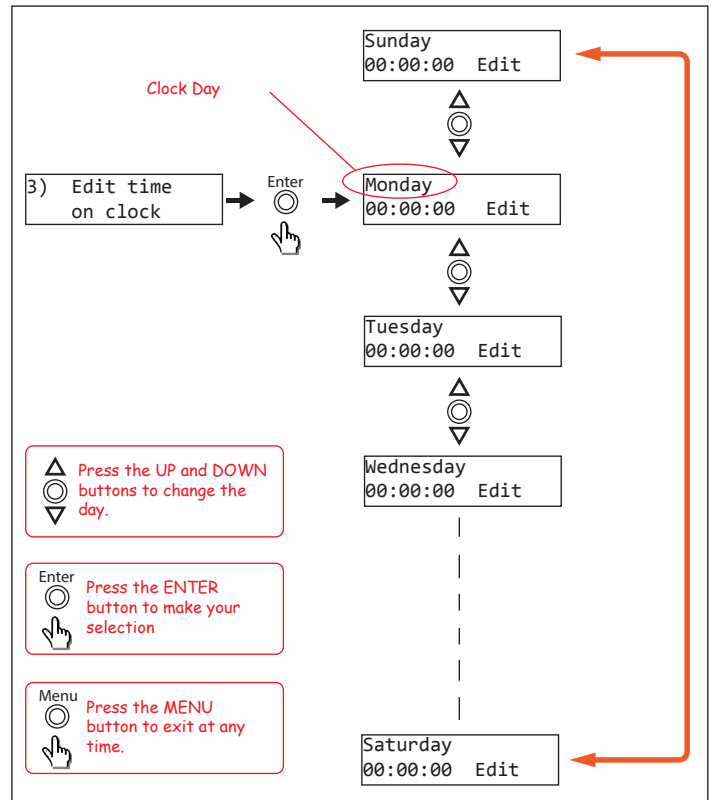 Sunday
00:00:00 Edit
Clock Day
3) Edit time
on clock
Enter
Monday
00:00:00 Edit
Tuesday
00:00:00 Edit
Wednesday
00:00:00 Edit
Press the UP and DOWN
buttons to change the
day.
Enter
Press the ENTER
button to make your
selection
Menu
Press the MENU
button to exit at any
time.
Saturday
00:00:00 Edit